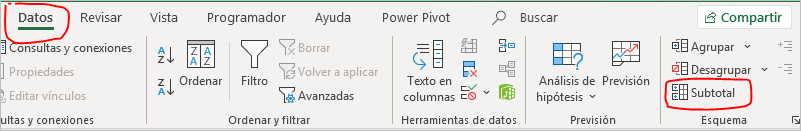 Datos Revisar Vista Programador Ayuda Power Pivot Buscar Compartir
Consultas y conexiones
Propiedades
Editar vínculos
sultas y conexiones
A Z
Z A
Z A A Z
Ordenar
Filtro
Borrar
Volver a aplicar
Avanzadas
Ordenar y filtrar
Texto en
columnas
Herramientas de datos
Análisis de
hipótesis
Previsión
Previsión
Agrupar
Desagrupar
Subtotal
Esquema